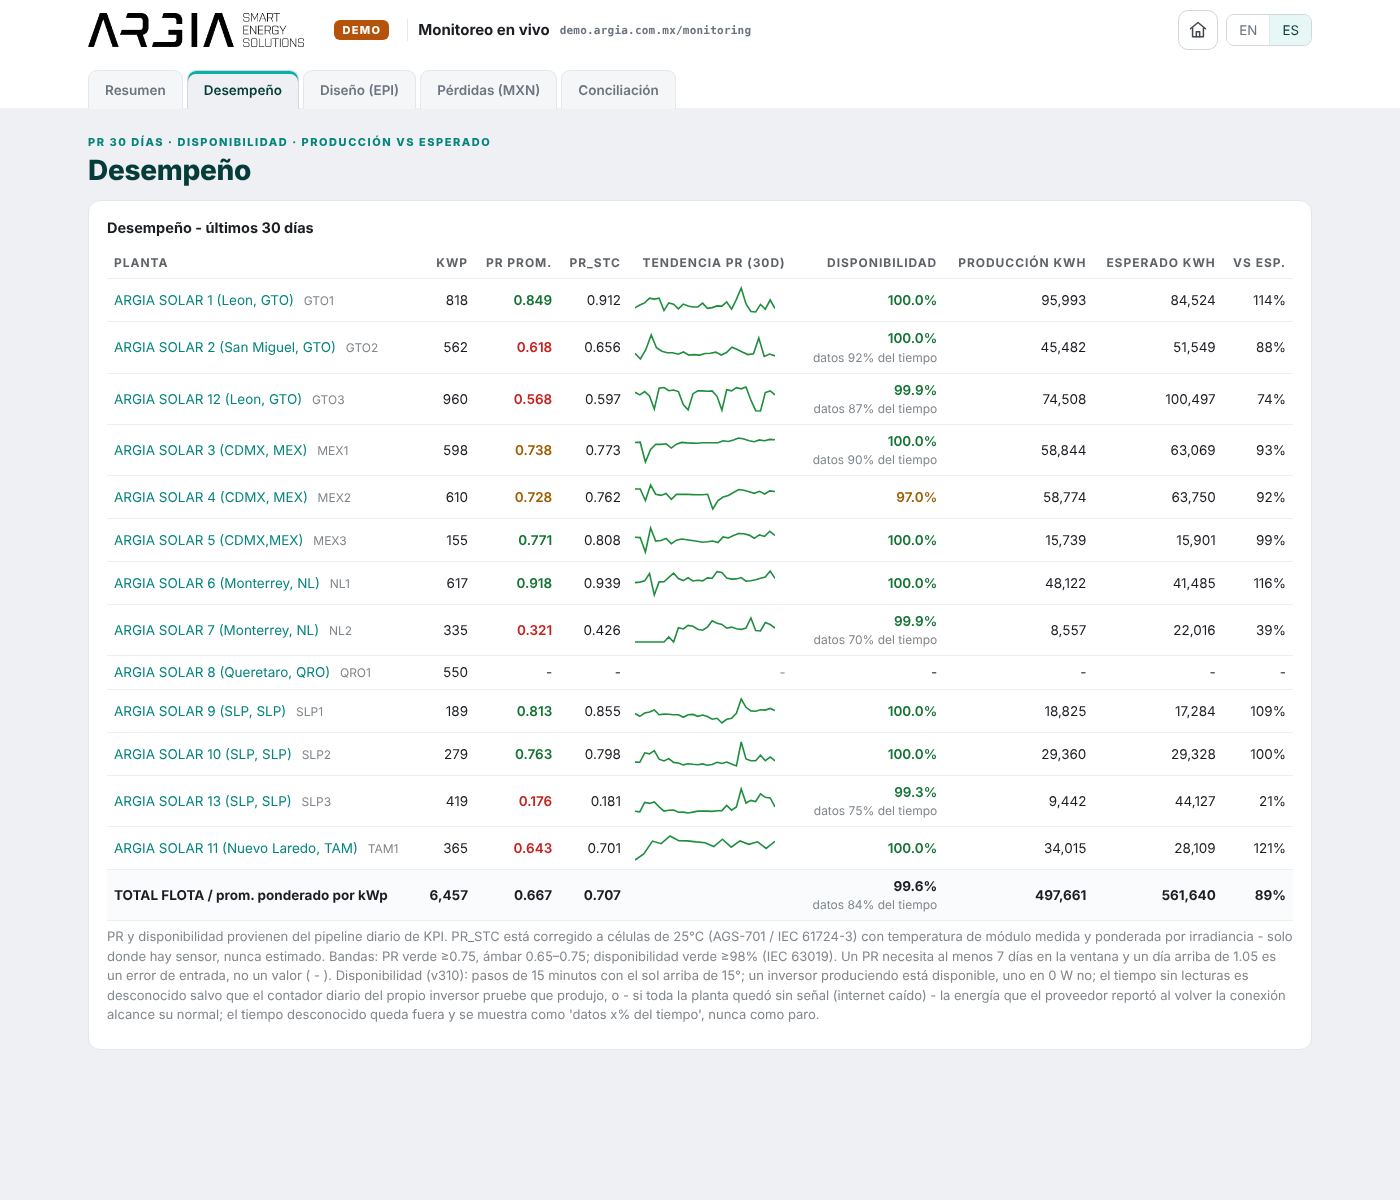 ARGIA SMART ENERGY SOLUTIONS
DEMO
Monitoreo en vivo demo.argia.com.mx/monitoring
EN ES
Resumen Desempeño Diseño (EPI) Pérdidas (MXN) Conciliación
PR 30 DÍAS · DISPONIBILIDAD · PRODUCCIÓN VS ESPERADO
Desempeño
Desempeño - últimos 30 días
PLANTA KWP PR PROM. PR_STC TENDENCIA PR (30D) DISPONIBILIDAD PRODUCCIÓN KWH ESPERADO KWH VS ESP.
ARGIA SOLAR 1 (Leon, GTO) GTO1 818 0.849 0.912 100.0% 95,993 84,524 114%
ARGIA SOLAR 2 (San Miguel, GTO) GTO2 562 0.618 0.656 100.0% 45,482 51,549 88%
datos 92% del tiempo
ARGIA SOLAR 12 (Leon, GTO) GTO3 960 0.568 0.597 99.9% 74,508 100,497 74%
datos 87% del tiempo
ARGIA SOLAR 3 (CDMX, MEX) MEX1 598 0.738 0.773 100.0% 58,844 63,069 93%
datos 90% del tiempo
ARGIA SOLAR 4 (CDMX, MEX) MEX2 610 0.728 0.762 97.0% 58,774 63,750 92%
ARGIA SOLAR 5 (CDMX,MEX) MEX3 155 0.771 0.808 100.0% 15,739 15,901 99%
ARGIA SOLAR 6 (Monterrey, NL) NL1 617 0.918 0.939 100.0% 48,122 41,485 116%
ARGIA SOLAR 7 (Monterrey, NL) NL2 335 0.321 0.426 99.9% 8,557 22,016 39%
datos 70% del tiempo
ARGIA SOLAR 8 (Queretaro, QRO) QRO1 550 - - - - - - -
ARGIA SOLAR 9 (SLP, SLP) SLP1 189 0.813 0.855 100.0% 18,825 17,284 109%
ARGIA SOLAR 10 (SLP, SLP) SLP2 279 0.763 0.798 100.0% 29,360 29,328 100%
ARGIA SOLAR 13 (SLP, SLP) SLP3 419 0.176 0.181 99.3% 9,442 44,127 21%
datos 75% del tiempo
ARGIA SOLAR 11 (Nuevo Laredo, TAM) TAM1 365 0.643 0.701 100.0% 34,015 28,109 121%
TOTAL FLOTA / prom. ponderado por kWp 6,457 0.667 0.707 99.6% 497,661 561,640 89%
datos 84% del tiempo
PR y disponibilidad provienen del pipeline diario de KPI. PR_STC está corregido a células de 25°C (AGS-701 / IEC 61724-3) con temperatura de módulo medida y ponderada por irradiancia - solo
donde hay sensor, nunca estimado. Bandas: PR verde ≥0.75, ámbar 0.65–0.75; disponibilidad verde ≥98% (IEC 63019). Un PR necesita al menos 7 días en la ventana y un día arriba de 1.05 es
un error de entrada, no un valor ( - ). Disponibilidad (v310): pasos de 15 minutos con el sol arriba de 15°; un inversor produciendo está disponible, uno en 0 W no; el tiempo sin lecturas es
desconocido salvo que el contador diario del propio inversor pruebe que produjo, o - si toda la planta quedó sin señal (internet caído) - la energía que el proveedor reportó al volver la conexión
alcance su normal; el tiempo desconocido queda fuera y se muestra como 'datos x% del tiempo', nunca como paro.